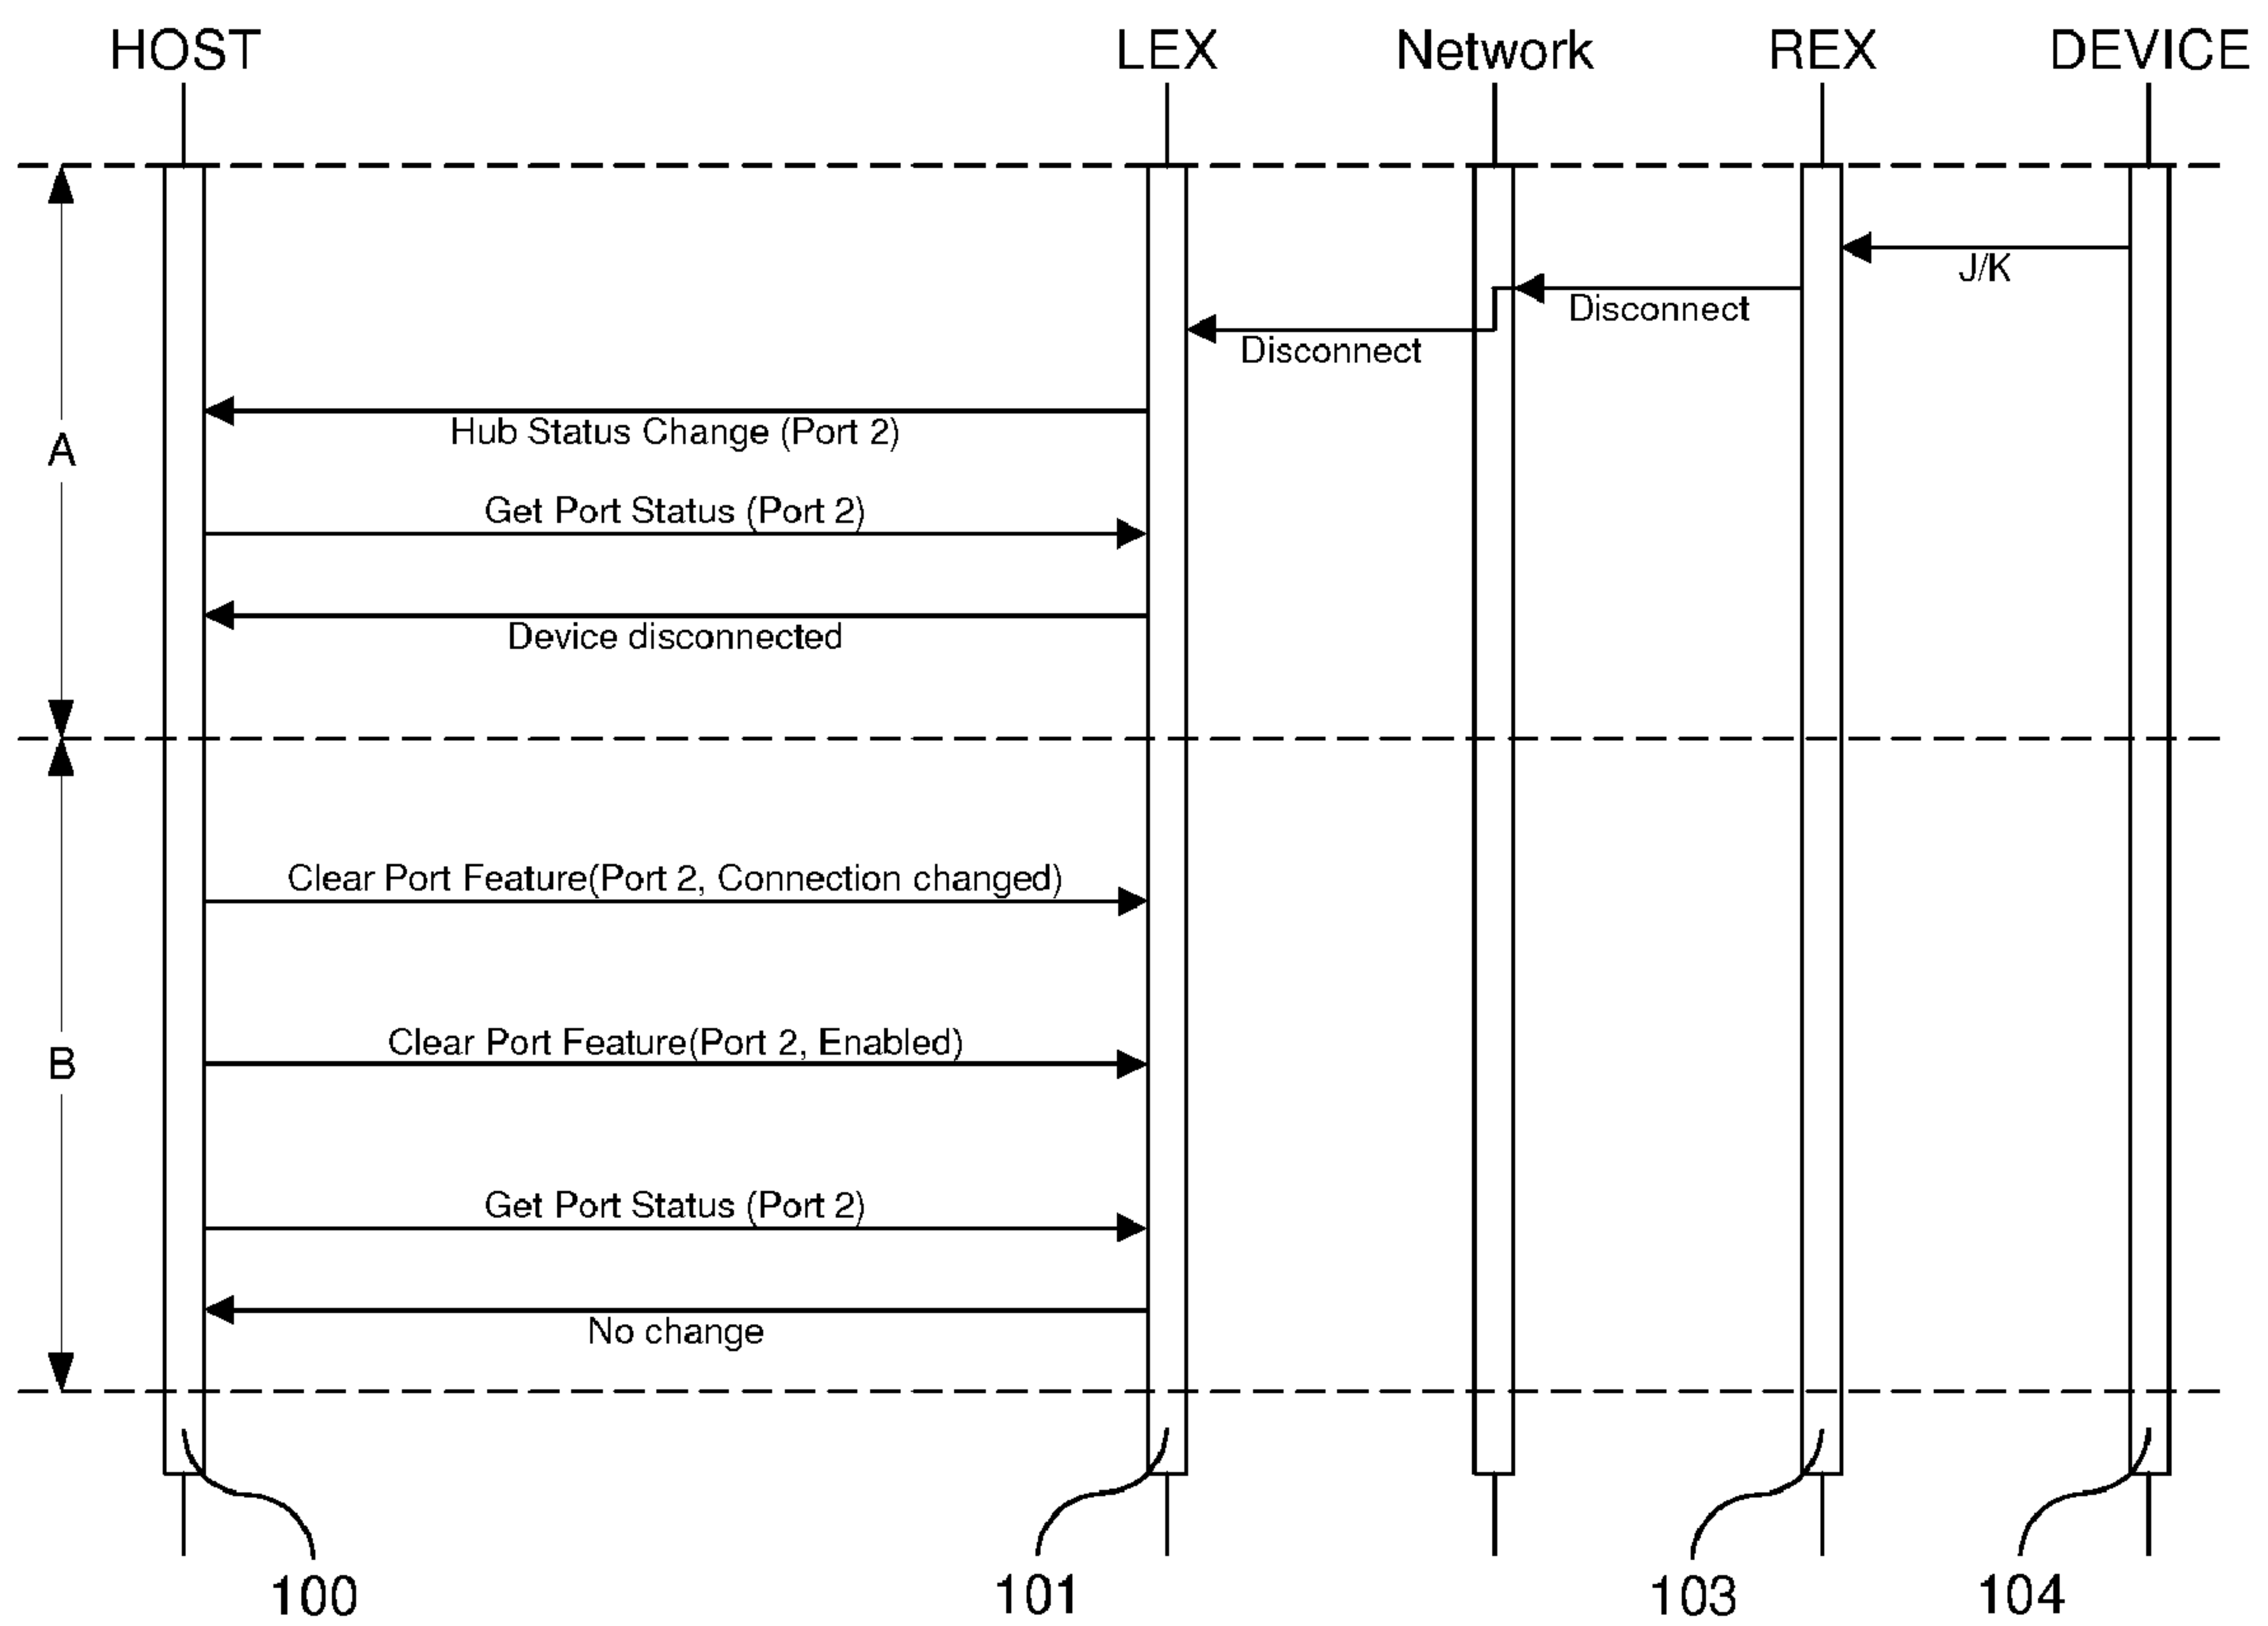 HOST LEX Network REX DEVICE
J/K
Disconnect
Disconnect
Hub Status Change (Port 2)
A
Get Port Status (Port 2)
Device disconnected
Clear Port Feature(Port 2, Connection changed)
Clear Port Feature(Port 2, Enabled)
B
Get Port Status (Port 2)
No change
100 101 103 104